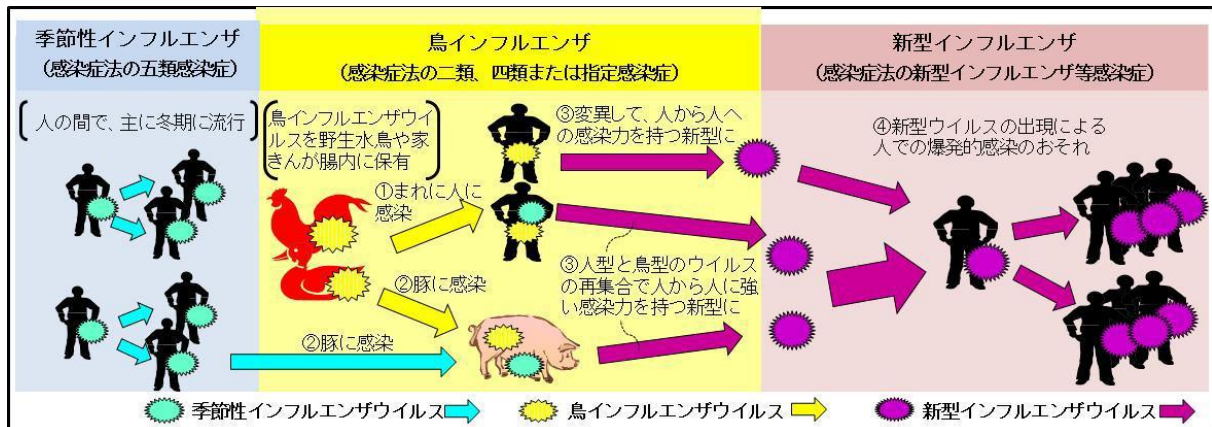 季節性インフルエンザ
(感染症法の五類感染症)
人の間で、主に冬期に流行
鳥インフルエンザ
(感染症法の二類、四類または指定感染症)
鳥インフルエンザウイ
ルスを野生水鳥や家
きんが腸内に保有
①まれに人に
感染
②豚に感染
②豚に感染
③変異して、人から人へ
の感染力を持つ新型に
③人型と鳥型のウイルス
の再集合で人から人に強
い感染力を持つ新型に
新型インフルエンザ
(感染症法の新型インフルエンザ等感染症)
④新型ウイルスの出現による
人での爆発的感染のおそれ
季節性インフルエンザウイルス
鳥インフルエンザウイルス
新型インフルエンザウイルス